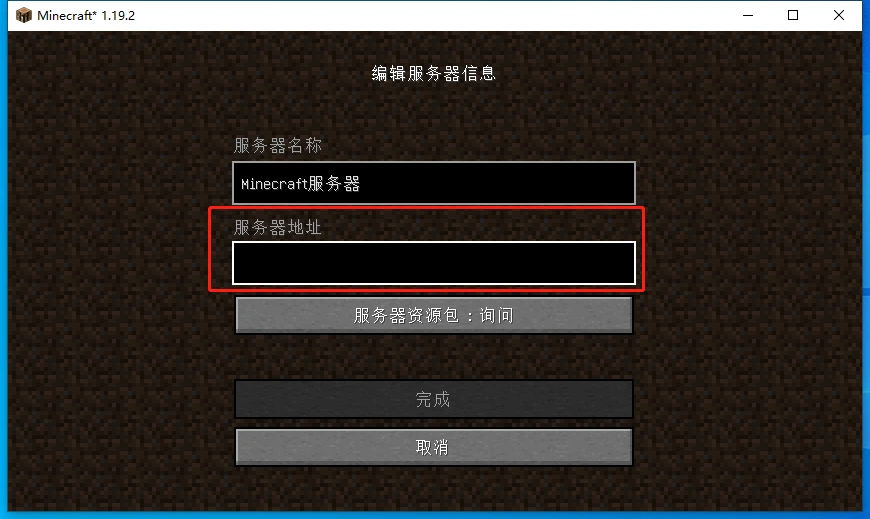 Minecraft* 1.19.2
编辑服务器信息
服务器名称
Minecraft服务器
服务器地址
服务器资源包：询问
完成
取消